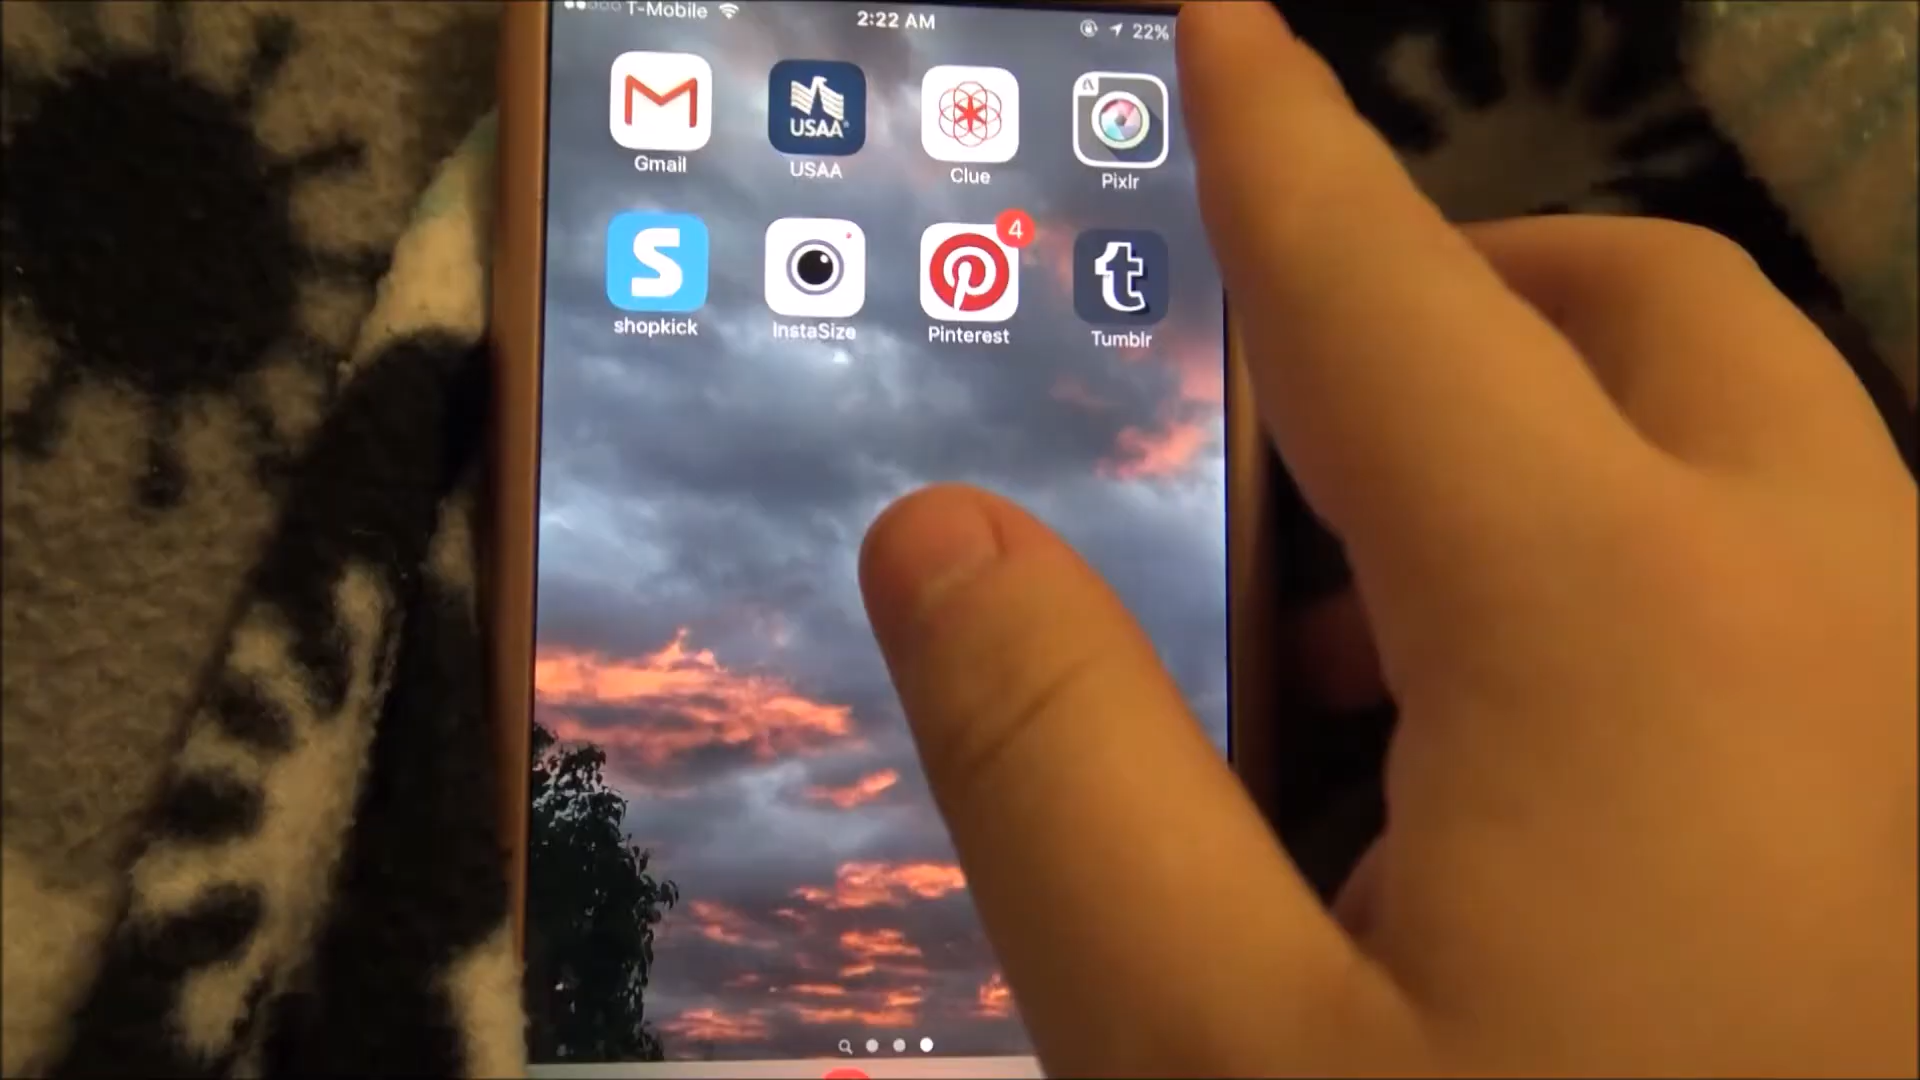 T-Mobile 2:22 AM 22%
USAA
Gmail USAA Clue Pixlr
S 4 t
shopkick InstaSize Pinterest Tumblr